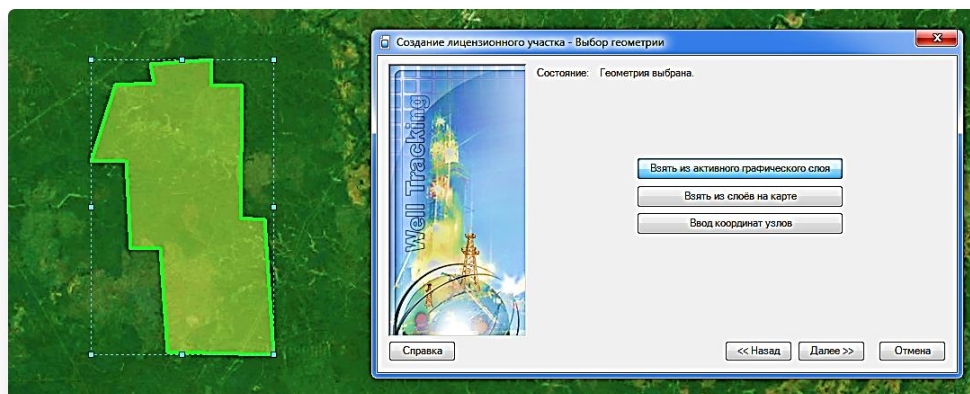 Создание лицензионного участка - Выбор геометрии
Состояние: Геометрия выбрана.
Well Tracking
Взять из активного графического слоя
Взять из слоёв на карте
Ввод координат узлов
Справка
<< Назад
Далее >>
Отмена